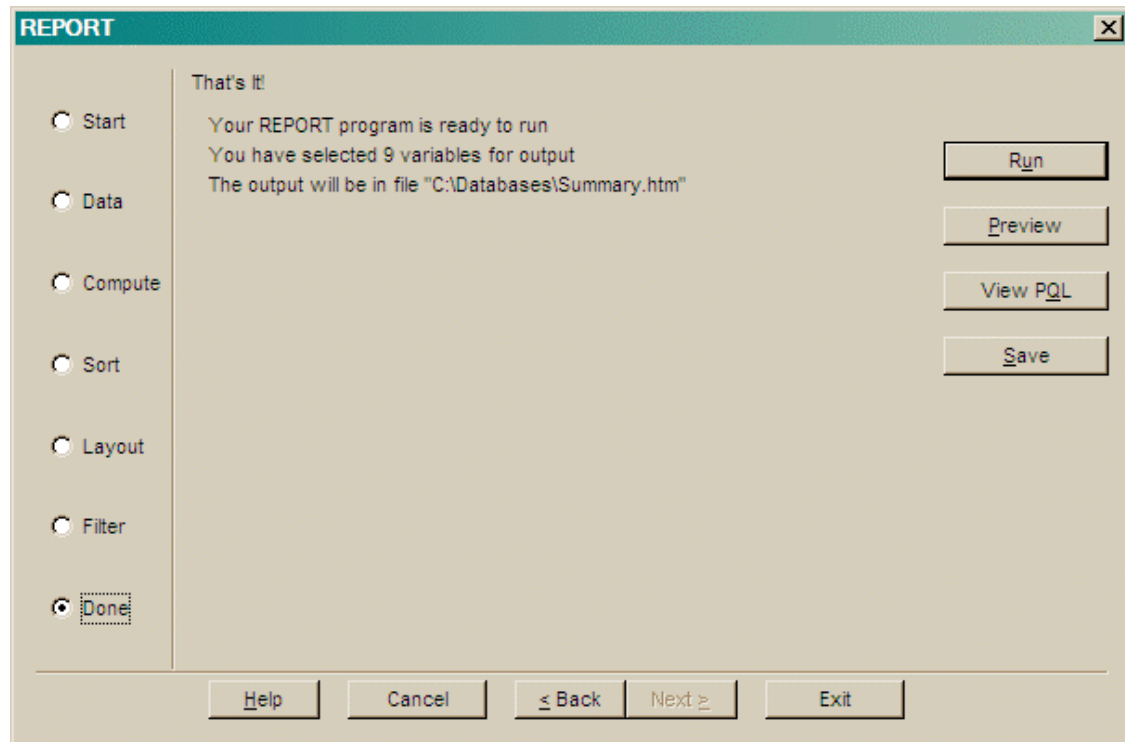 REPORT
That's It!
Start
Your REPORT program is ready to run
You have selected 9 variables for output
Run
The output will be in file "C:\Databases\Summary.htm"
Data
Preview
Compute
View PQL
Sort
Save
Layout
Filter
Done
Help
Cancel
< Back
Next >
Exit